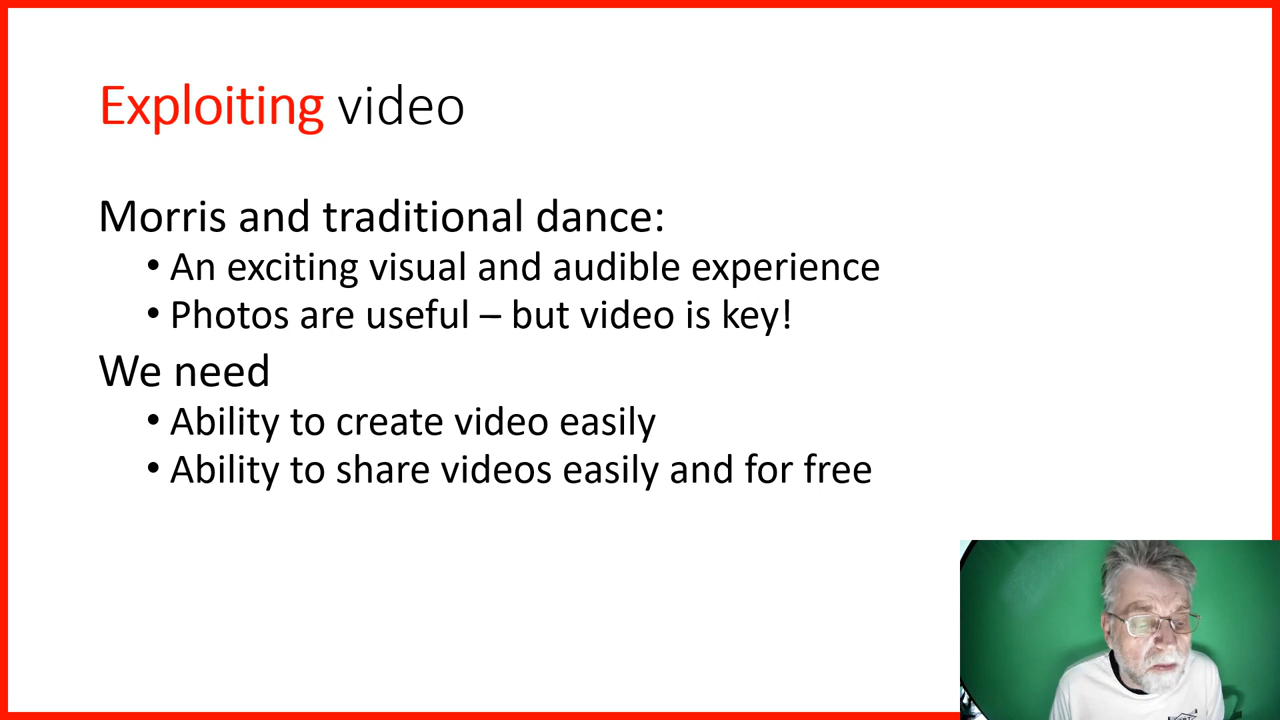 Exploiting video
Morris and traditional dance:
• An exciting visual and audible experience
• Photos are useful – but video is key!
We need
• Ability to create video easily
• Ability to share videos easily and for free